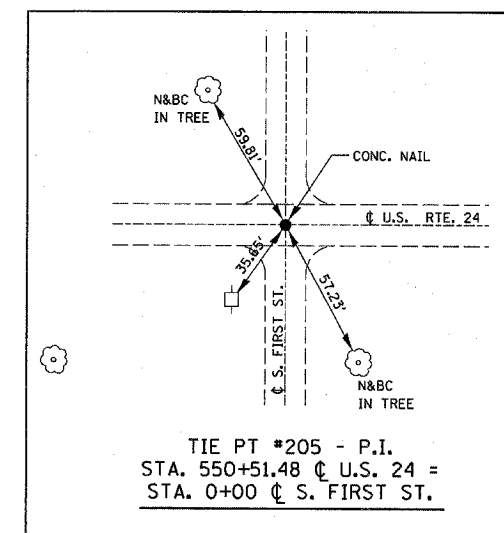 N&BC
IN TREE
59.81'
CONC. NAIL
℄ U.S. RTE. 24
35.65'
57.23'
℄ S. FIRST ST.
N&BC
IN TREE
TIE PT #205 - P.I.
STA. 550+51.48 ℄ U.S. 24 =
STA. 0+00 ℄ S. FIRST ST.